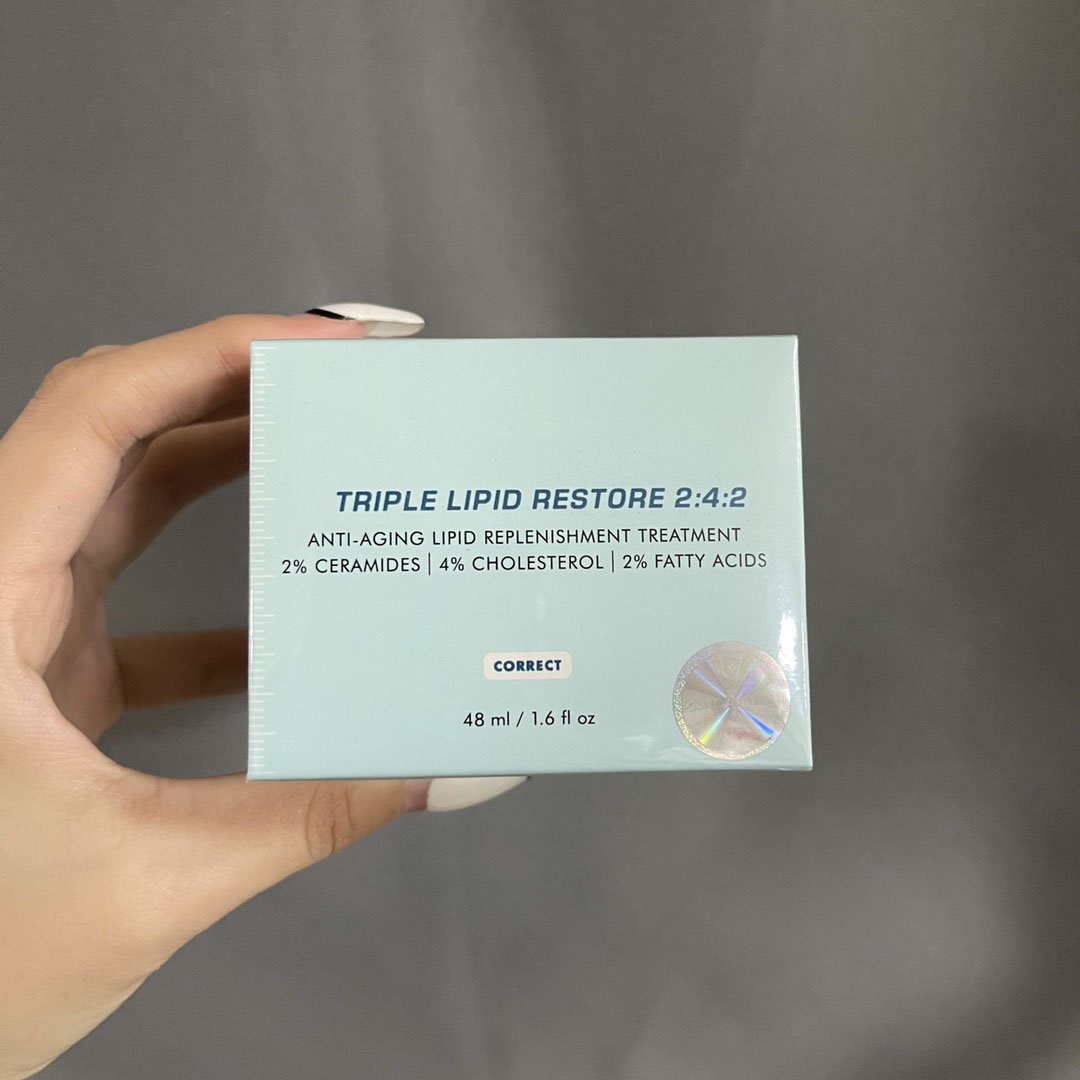 TRIPLE LIPID RESTORE 2:4:2
ANTI-AGING LIPID REPLENISHMENT TREATMENT
2% CERAMIDES | 4% CHOLESTEROL | 2% FATTY ACIDS
CORRECT
48 ml / 1.6 fl oz